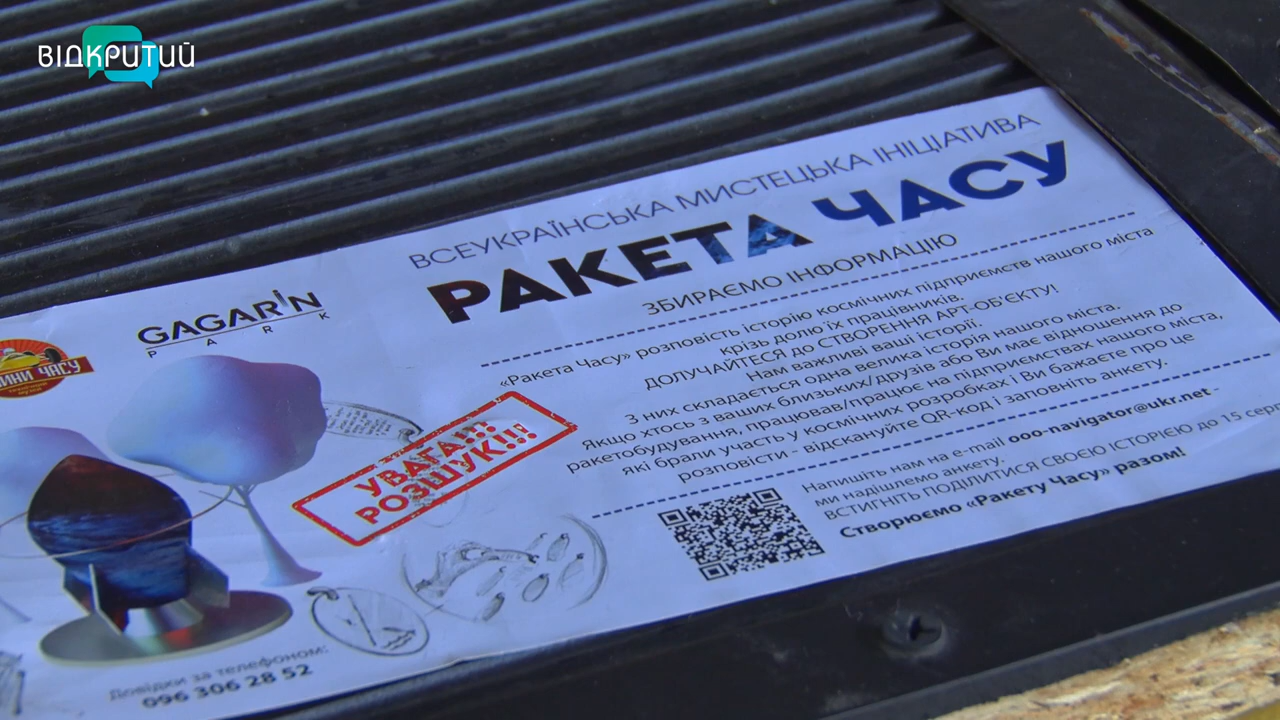 ВІДКРИТИЙ
ВСЕУКРАЇНСЬКА МИСТЕЦЬКА ІНІЦІАТИВА
РАКЕТА ЧАСУ
ЗБИРАЄМО ІНФОРМАЦІЮ
«Ракета Часу» розповість історію космічних підприємств нашого міста
крізь долю їх працівників.
ДОЛУЧАЙТЕСЯ ДО СТВОРЕННЯ АРТ-ОБ'ЄКТУ!
Нам важливі ваші історії.
З них складається одна велика історія нашого міста.
Якщо хтось з ваших близьких/друзів або Ви має відношення до
ракетобудування, працював/працює на підприємствах нашого міста,
які брали участь у космічних розробках і Ви бажаєте про це
розповісти - відскануйте QR-код і заповніть анкету.
Напишіть нам на e-mail ooo-navigator@ukr.net -
ми надішлемо анкету.
ВСТИГНІТЬ ПОДІЛИТИСЯ СВОЄЮ ІСТОРІЄЮ до 15 серп
Створюємо «Ракету Часу» разом!
GAGARIN
PARK
ЧАСУ
УВАГА!!!
РОЗШУК!!!
Довідки за телефоном:
096 306 28 52